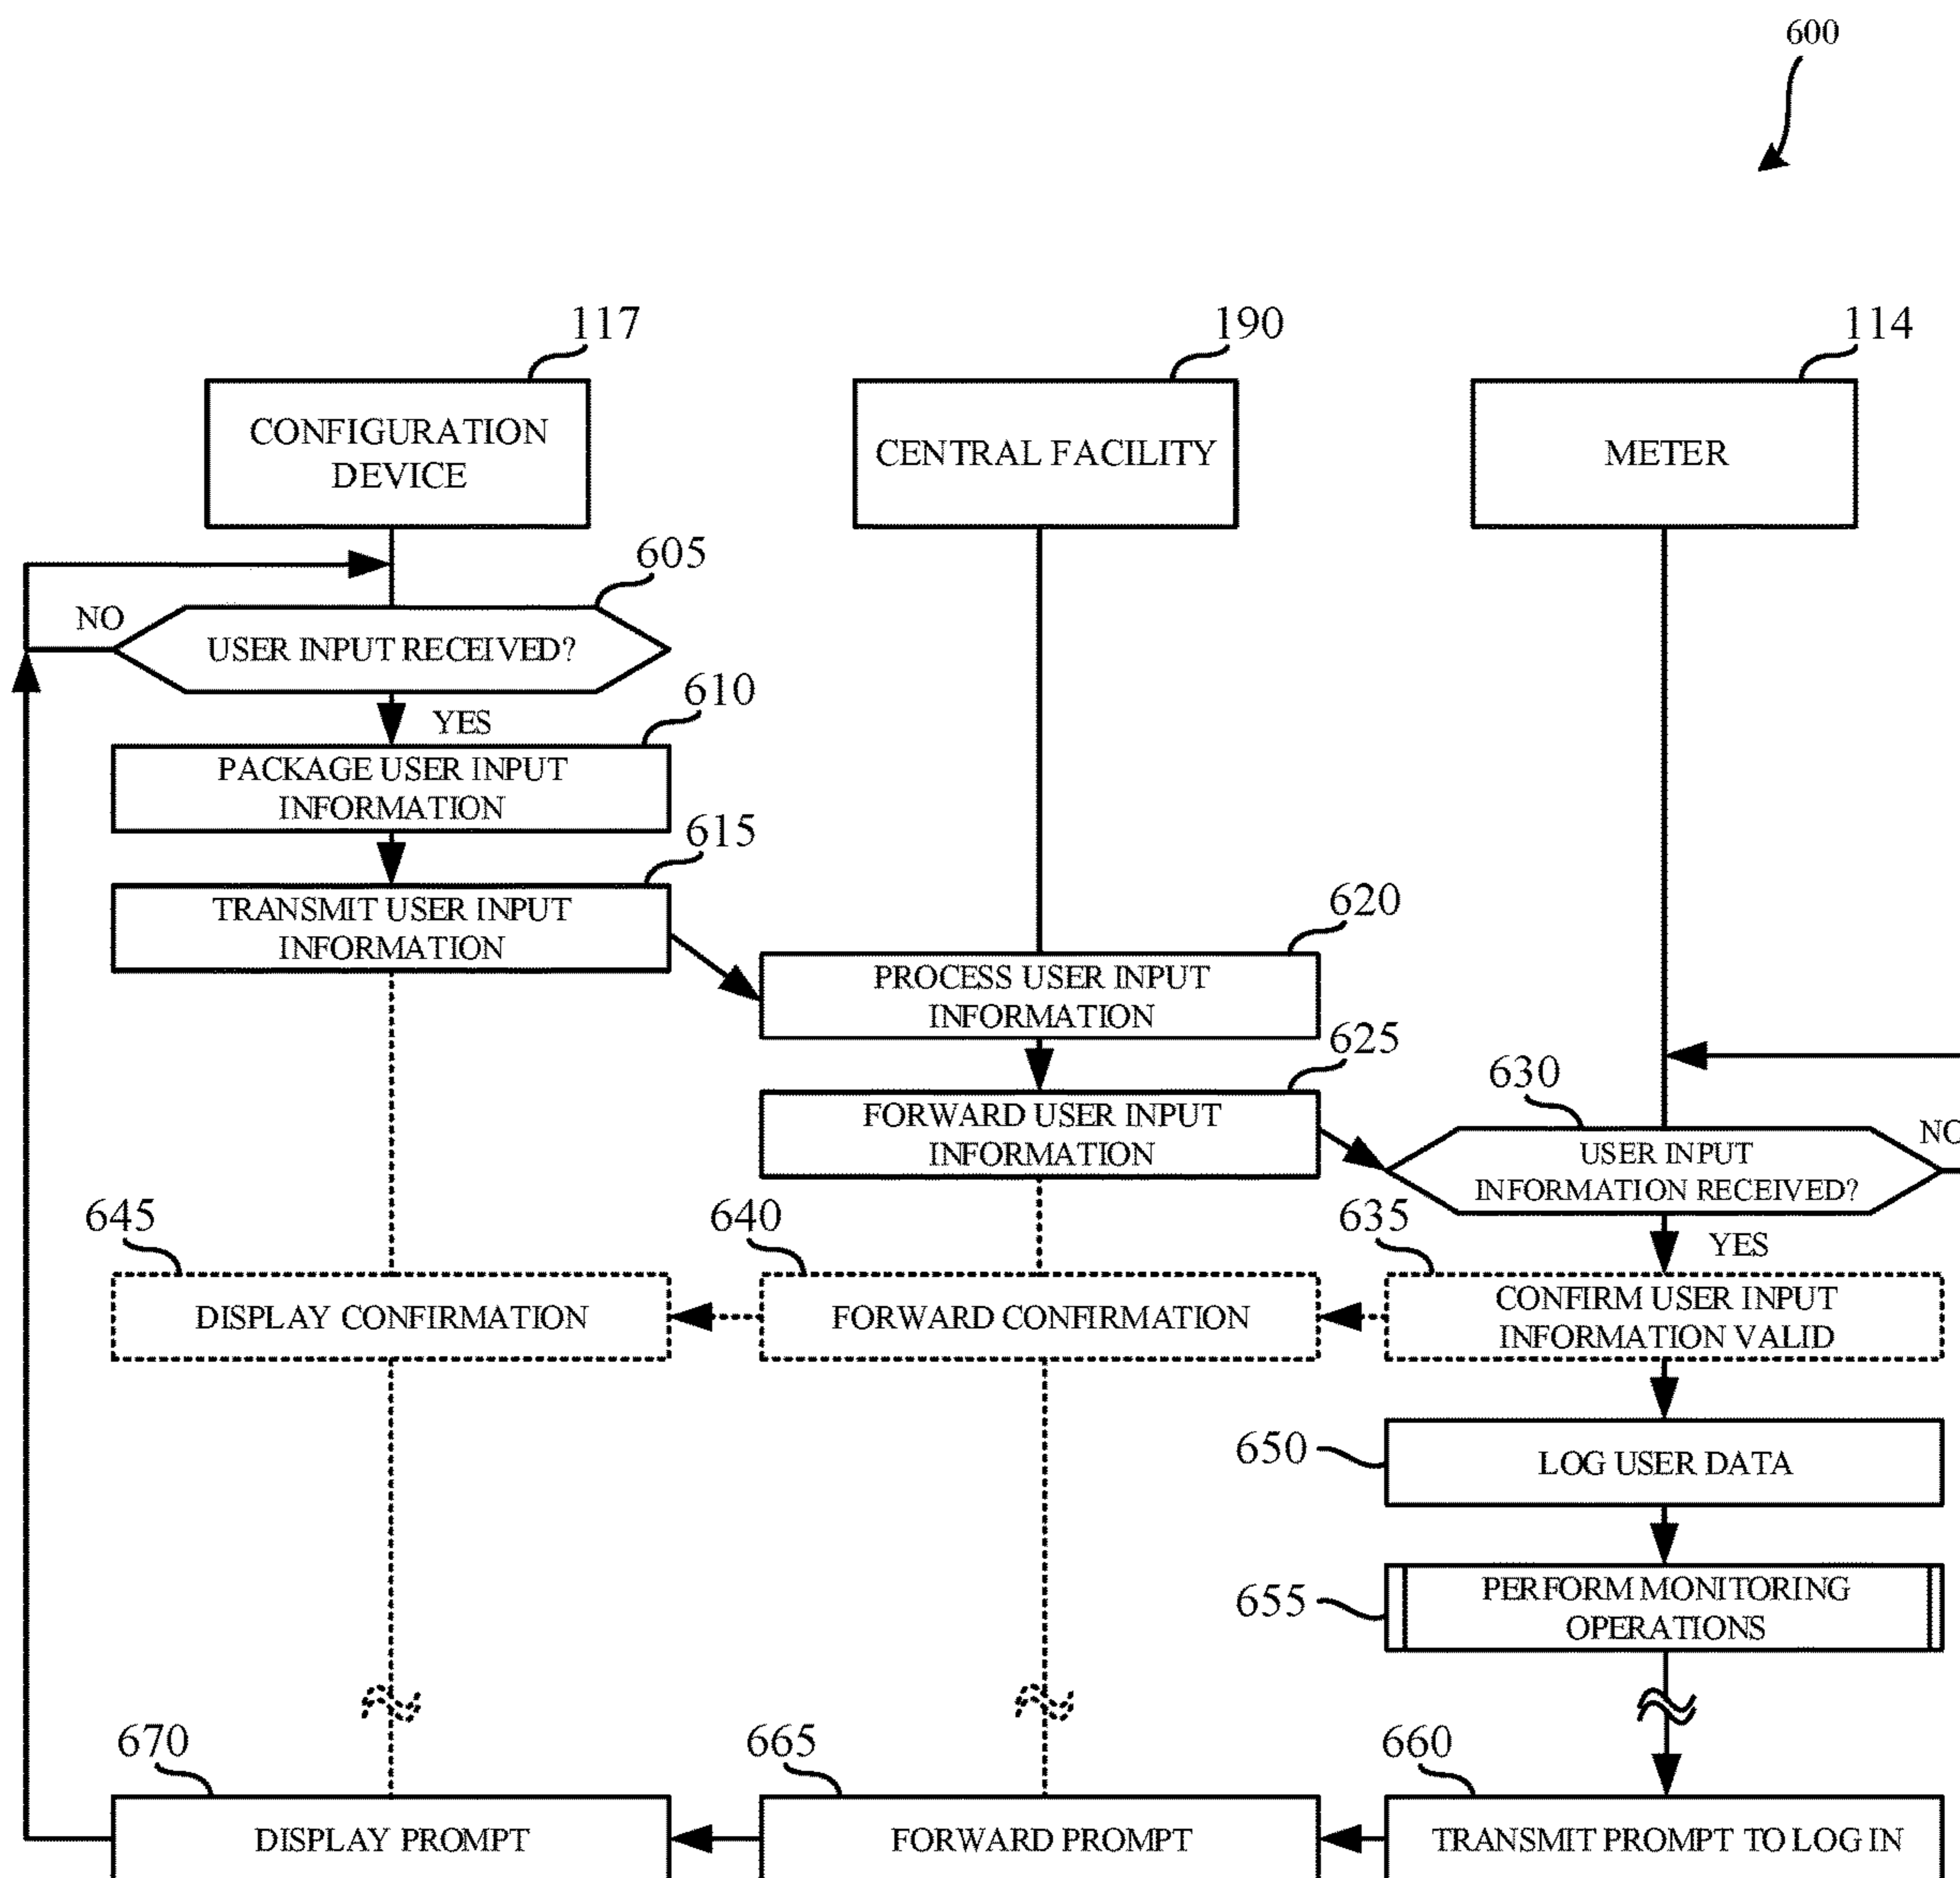 600
117
190
114
CONFIGURATION
DEVICE
CENTRAL FACILITY
METER
605
NO
USER INPUT RECEIVED?
610
YES
PACKAGE USER INPUT
INFORMATION
615
TRANSMIT USER INPUT
INFORMATION
620
PROCESS USER INPUT
INFORMATION
625
FORWARD USER INPUT
INFORMATION
630
NO
USER INPUT
INFORMATION RECEIVED?
YES
645
640
635
DISPLAY CONFIRMATION
FORWARD CONFIRMATION
CONFIRM USER INPUT
INFORMATION VALID
650
LOG USER DATA
655
PERFORM MONITORING
OPERATIONS
670
665
660
DISPLAY PROMPT
FORWARD PROMPT
TRANSMIT PROMPT TO LOG IN